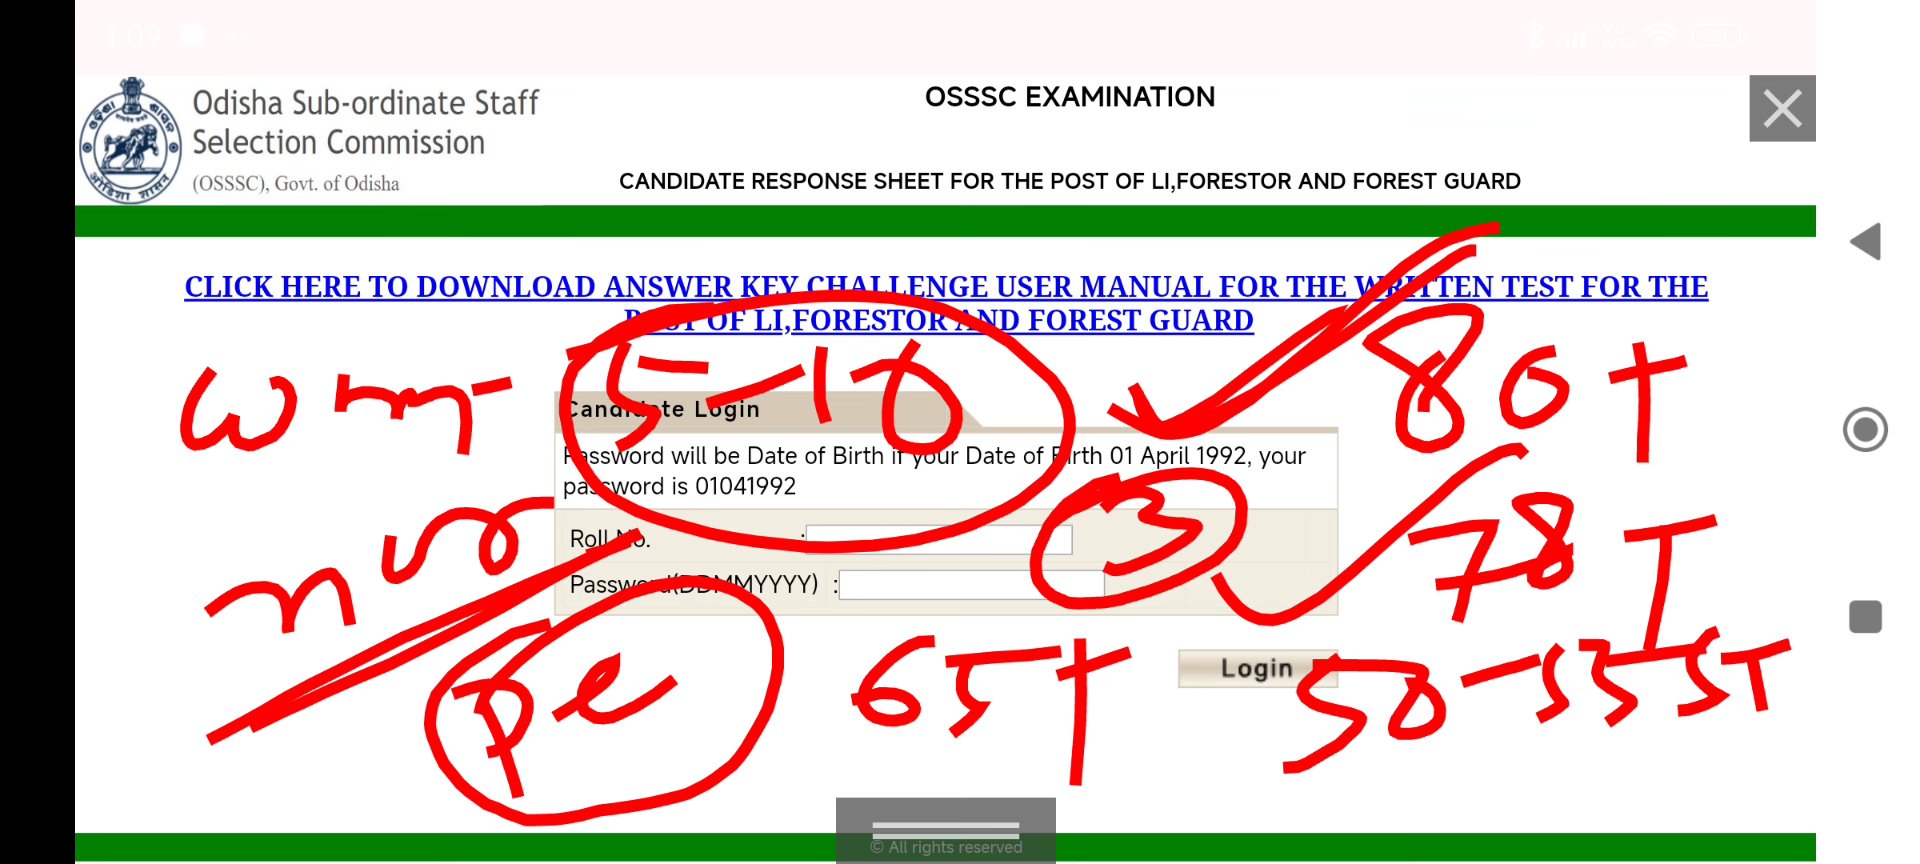 1:09
Odisha Sub-ordinate Staff
Selection Commission
(OSSSC), Govt. of Odisha
OSSSC EXAMINATION
CANDIDATE RESPONSE SHEET FOR THE POST OF LI,FORESTOR AND FOREST GUARD
CLICK HERE TO DOWNLOAD ANSWER KEY CHALLENGE USER MANUAL FOR THE WRITTEN TEST FOR THE
POST OF LI,FORESTOR AND FOREST GUARD
5-10
80+
Candidate Login
Password will be Date of Birth if your Date of Birth 01 April 1992, your
password is 01041992
3
78
Roll No. :
Password(DDMMYYYY) :
pe
65+
Login
50-55 ST
© All rights reserved